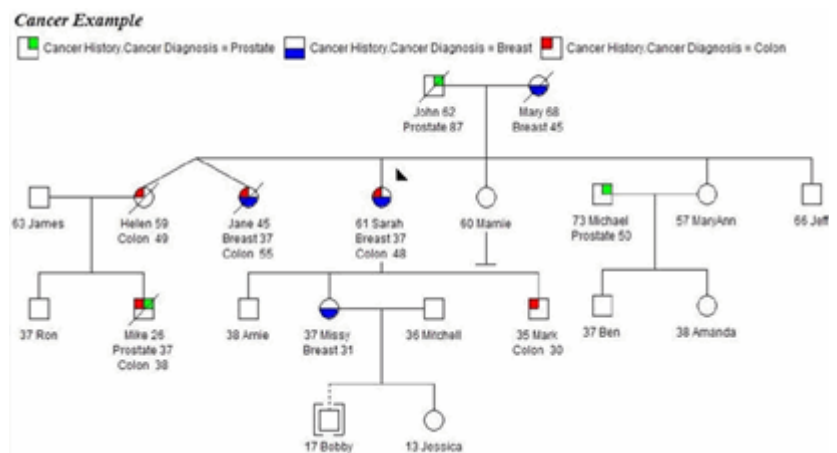 Cancer Example
Cancer History.Cancer Diagnosis = Prostate
Cancer History.Cancer Diagnosis = Breast
Cancer History.Cancer Diagnosis = Colon
John 62
Prostate 87
Mary 68
Breast 45
63 James
Helen 59
Colon 49
Jane 45
Breast 37
Colon 55
61 Sarah
Breast 37
Colon 48
60 Mamie
73 Michael
Prostate 50
57 MaryAnn
66 Jeff
37 Ron
Mike 26
Prostate 37
Colon 38
38 Arnie
37 Missy
Breast 31
36 Mitchell
35 Mark
Colon 30
37 Ben
38 Amanda
17 Bobby
13 Jessica